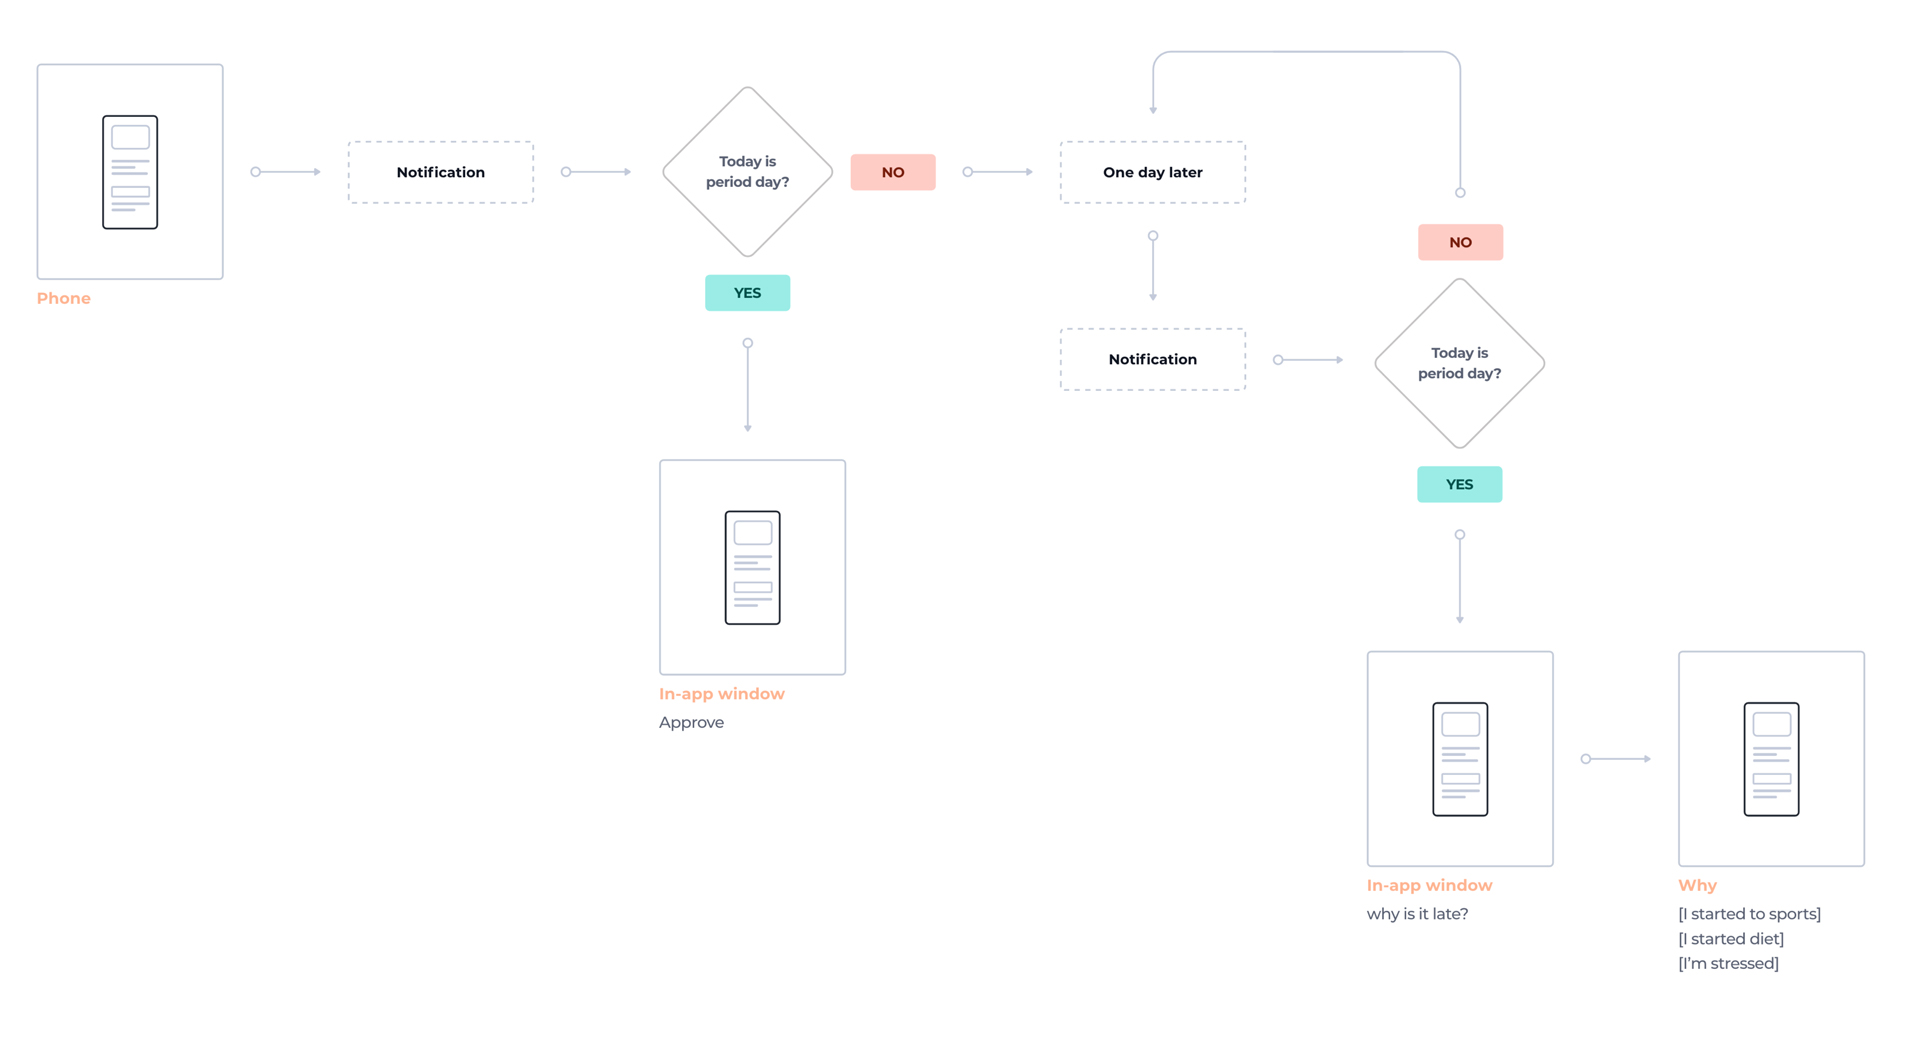 Phone
Notification
Today is
period day?
NO
YES
One day later
Notification
NO
Today is
period day?
YES
In-app window
Approve
In-app window
why is it late?
Why
[I started to sports]
[I started diet]
[I'm stressed]